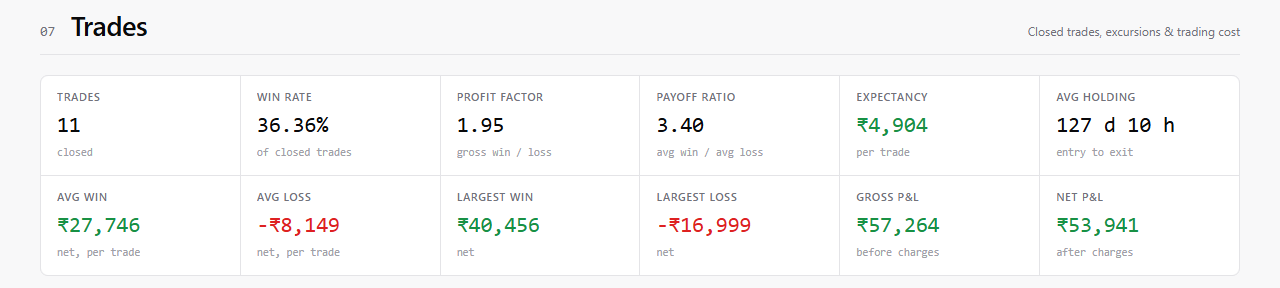 07 Trades Closed trades, excursions & trading cost
TRADES WIN RATE PROFIT FACTOR PAYOFF RATIO EXPECTANCY AVG HOLDING
11 36.36% 1.95 3.40 ₹4,904 127 d 10 h
closed of closed trades gross win / loss avg win / avg loss per trade entry to exit
AVG WIN AVG LOSS LARGEST WIN LARGEST LOSS GROSS P&L NET P&L
₹27,746 -₹8,149 ₹40,456 -₹16,999 ₹57,264 ₹53,941
net, per trade net, per trade net net before charges after charges